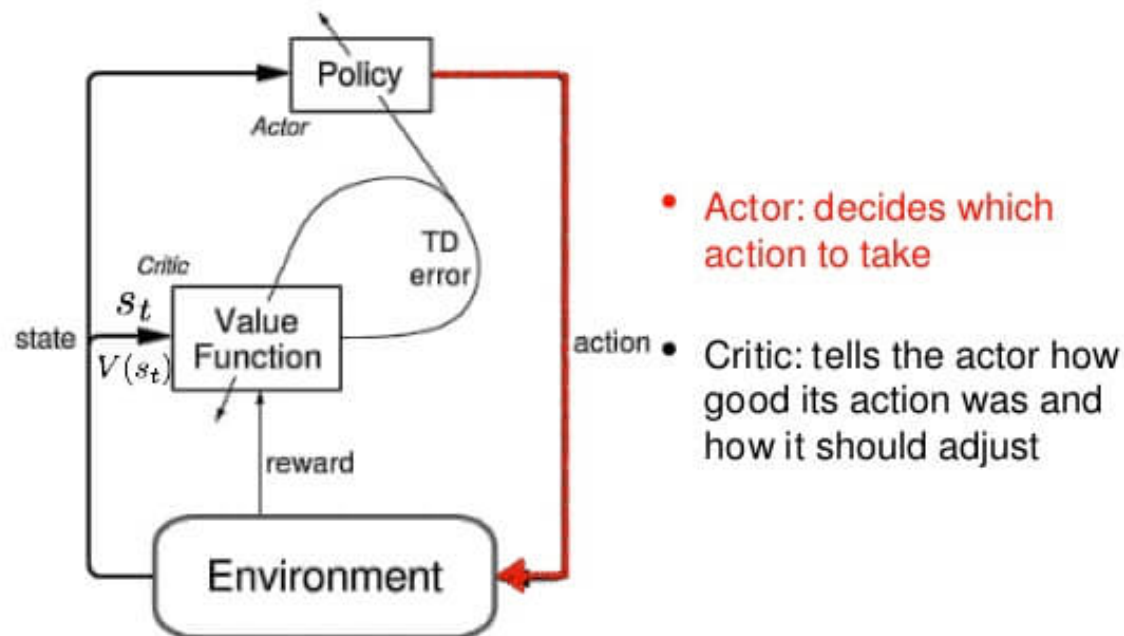 Policy
Actor
TD
error
Critic
s_t
state
V(s_t)
Value
Function
action
reward
Environment
• Actor: decides which
action to take
• Critic: tells the actor how
good its action was and
how it should adjust